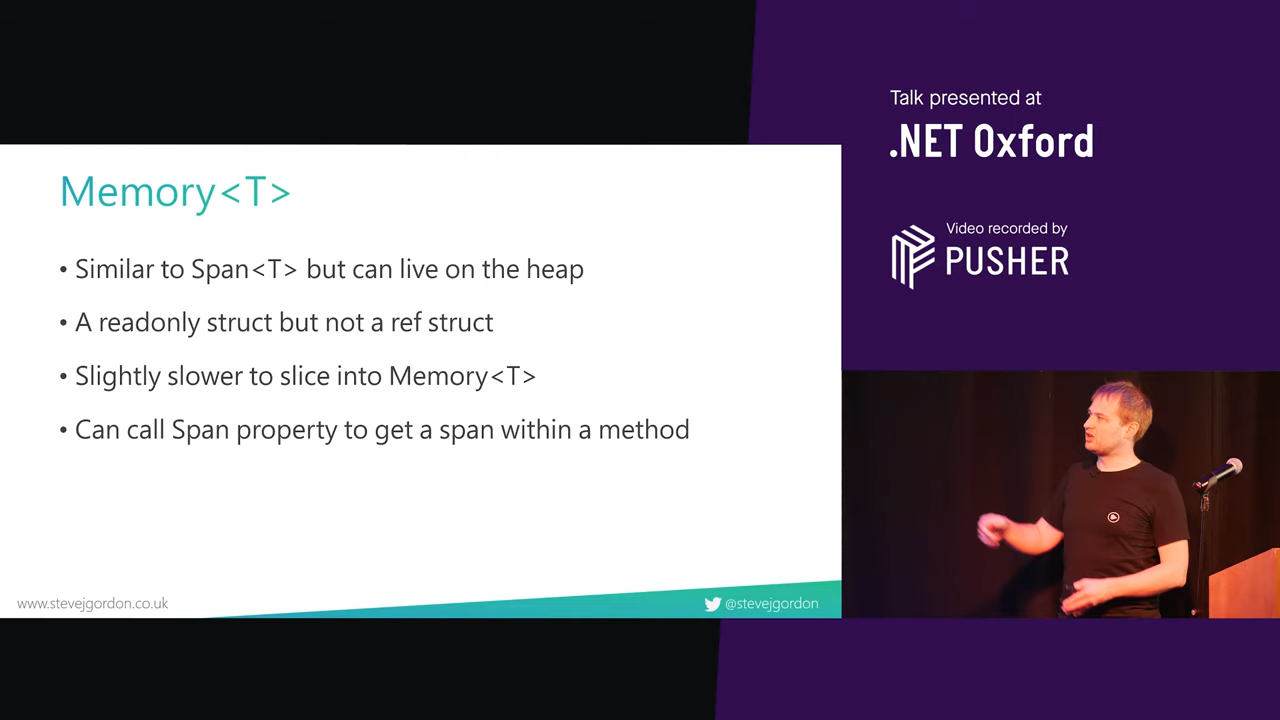 Talk presented at
.NET Oxford
Video recorded by
PUSHER
Memory<T>
• Similar to Span<T> but can live on the heap
• A readonly struct but not a ref struct
• Slightly slower to slice into Memory<T>
• Can call Span property to get a span within a method
www.stevejgordon.co.uk
@stevejgordon